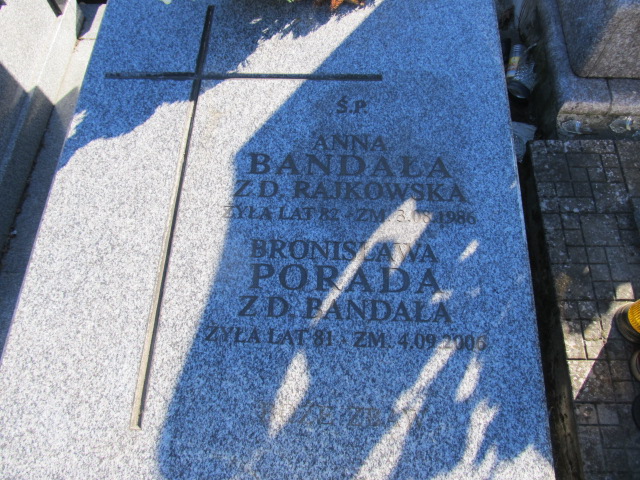 Ś.P.
ANNA
BANDAŁA
Z D. RAJKOWSKA
ŻYŁA LAT 82 - ZM. 3.08.1986
BRONISŁAWA
PORADA
Z D. BANDAŁA
ŻYŁA LAT 81 - ZM. 4.09.2006